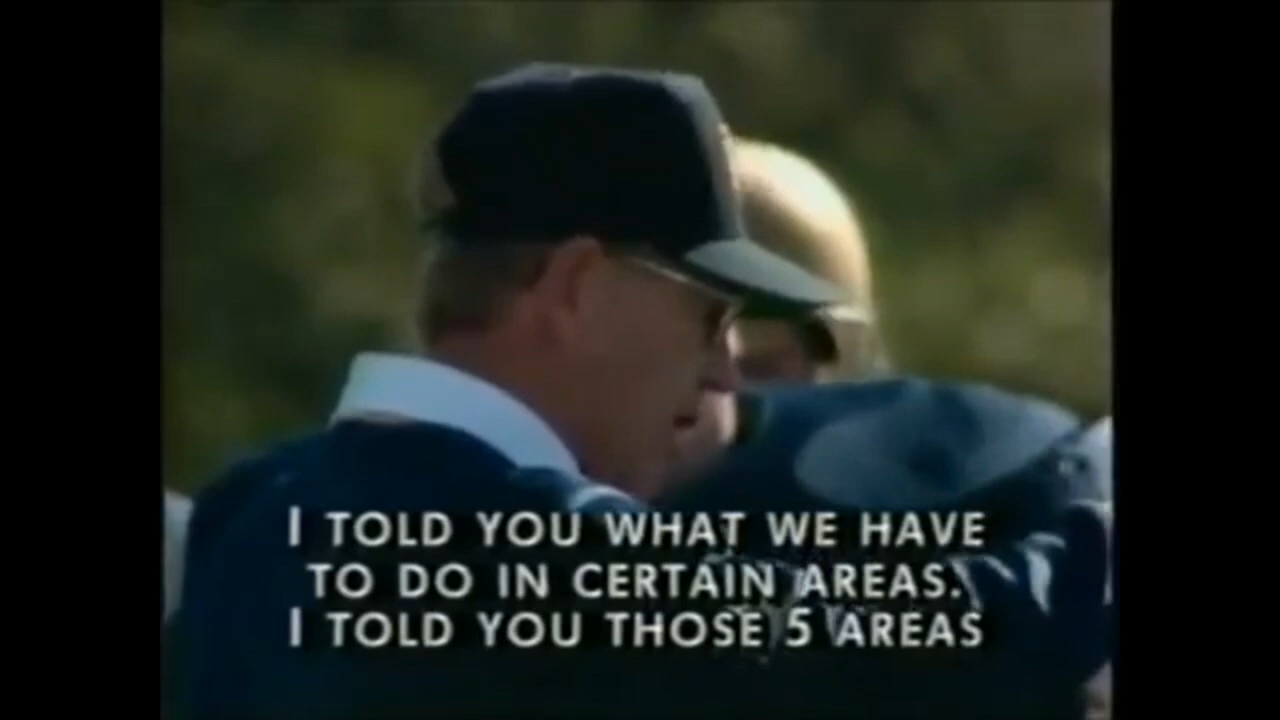 I TOLD YOU WHAT WE HAVE
TO DO IN CERTAIN AREAS.
I TOLD YOU THOSE 5 AREAS